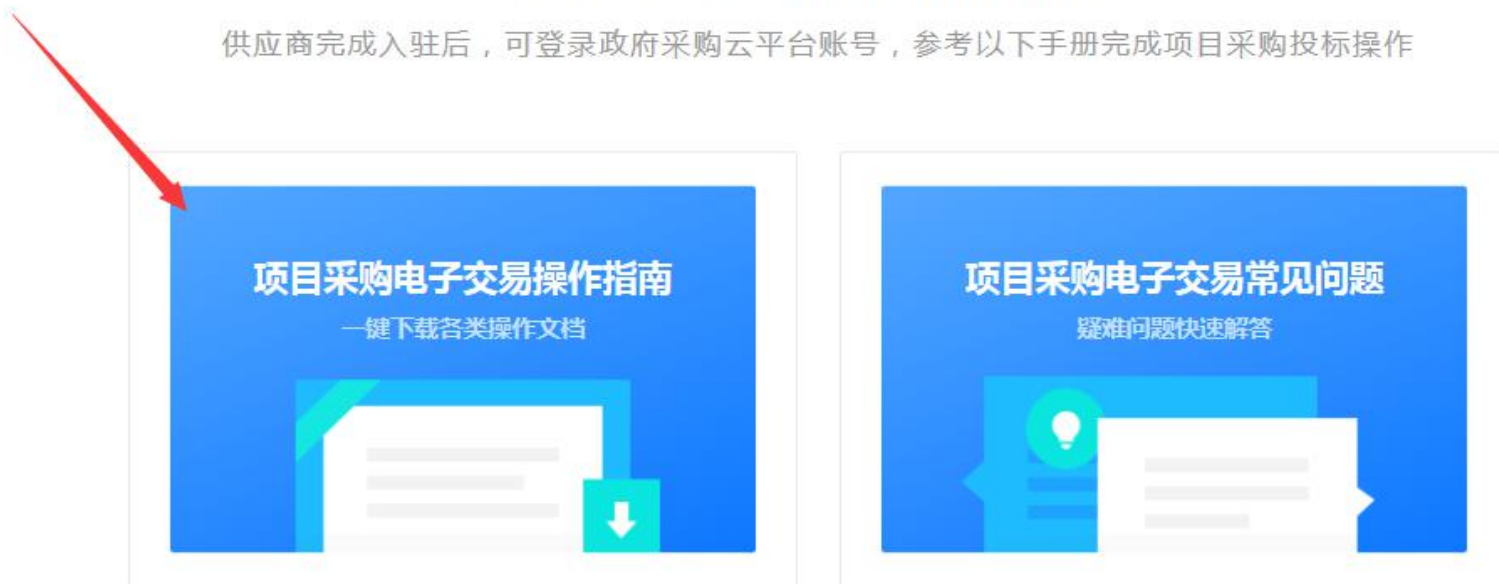 供应商完成入驻后，可登录政府采购云平台账号，参考以下手册完成项目采购投标操作
项目采购电子交易操作指南
一键下载各类操作文档
项目采购电子交易常见问题
疑难问题快速解答